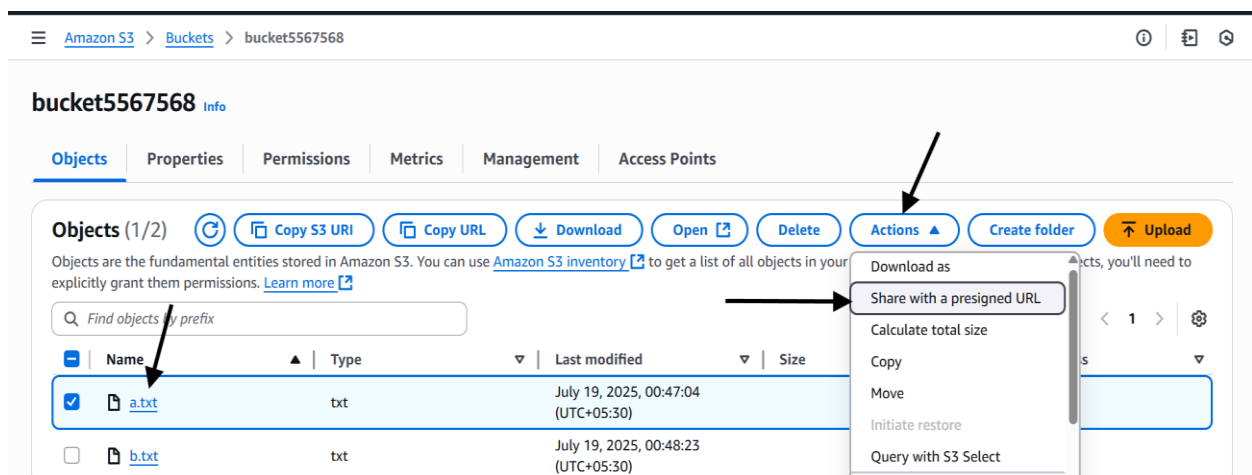 Amazon S3 > Buckets > bucket5567568
bucket5567568 Info
Objects Properties Permissions Metrics Management Access Points
Objects (1/2) Copy S3 URI Copy URL Download Open Delete Actions Create folder Upload
Objects are the fundamental entities stored in Amazon S3. You can use Amazon S3 inventory to get a list of all objects in your cts, you'll need to
explicitly grant them permissions. Learn more
Download as
Share with a presigned URL
Calculate total size
Copy
Move
Initiate restore
Query with S3 Select
Find objects by prefix
< 1 >
Name Type Last modified Size s
a.txt txt July 19, 2025, 00:47:04
(UTC+05:30)
b.txt txt July 19, 2025, 00:48:23
(UTC+05:30)